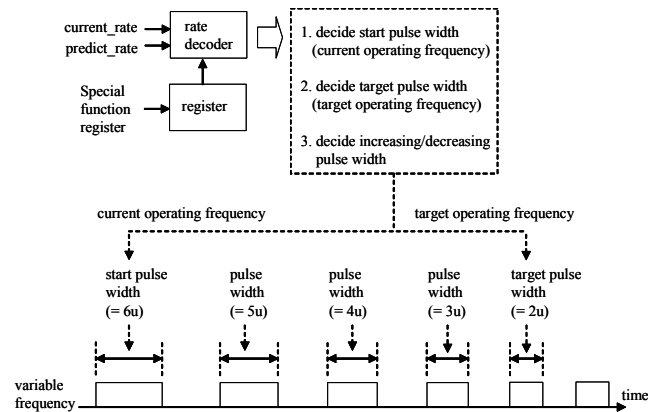 current_rate
predict_rate
rate
decoder
Special
function
register
register
1. decide start pulse width
(current operating frequency)
2. decide target pulse width
(target operating frequency)
3. decide increasing/decreasing
pulse width
current operating frequency
target operating frequency
start pulse
width
(= 6u)
pulse
width
(= 5u)
pulse
width
(= 4u)
pulse
width
(= 3u)
target pulse
width
(= 2u)
variable
frequency
time